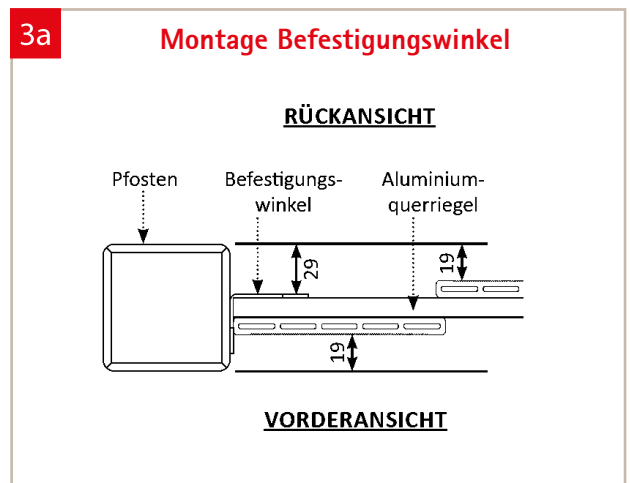 3a
Montage Befestigungswinkel
RÜCKANSICHT
Pfosten
Befestigungs-
winkel
Aluminium-
querriegel
29
19
19
VORDERANSICHT